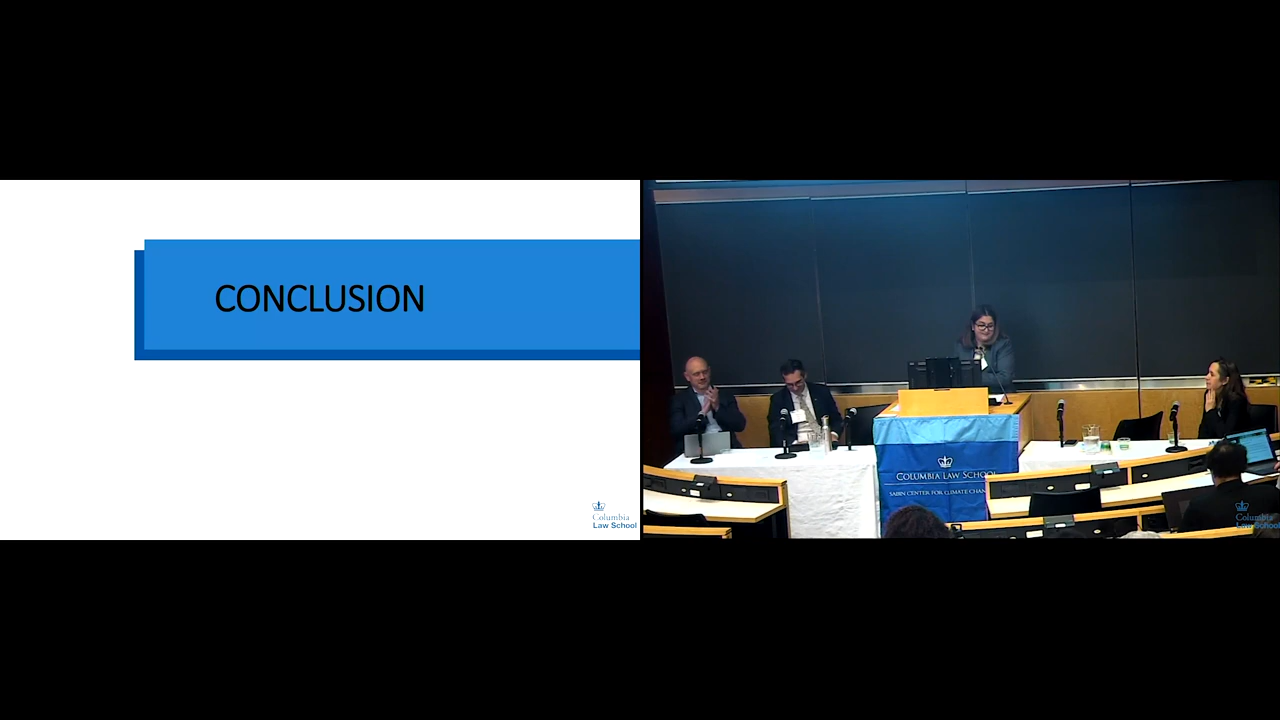 CONCLUSION
Columbia
Law School
COLUMBIA LAW SCHOOL
SABIN CENTER FOR CLIMATE CHAN
Columbia
Law School